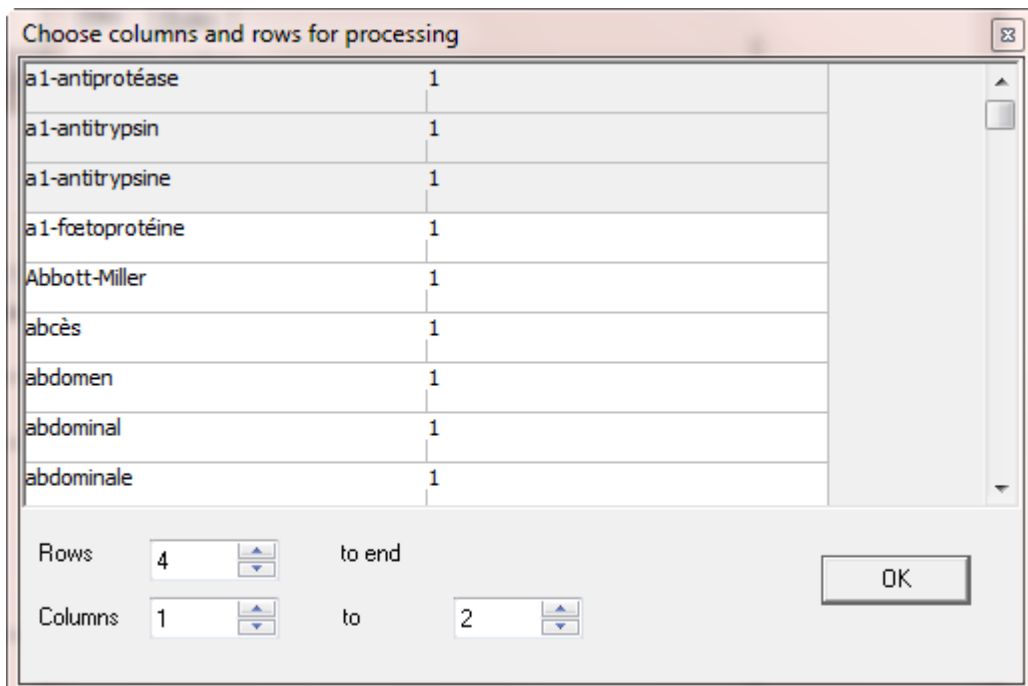 Choose columns and rows for processing
a1-antiprotéase 1
a1-antitrypsin 1
a1-antitrypsine 1
a1-fœtoprotéine 1
Abbott-Miller 1
abcès 1
abdomen 1
abdominal 1
abdominale 1
Rows 4 to end
OK
Columns 1 to 2